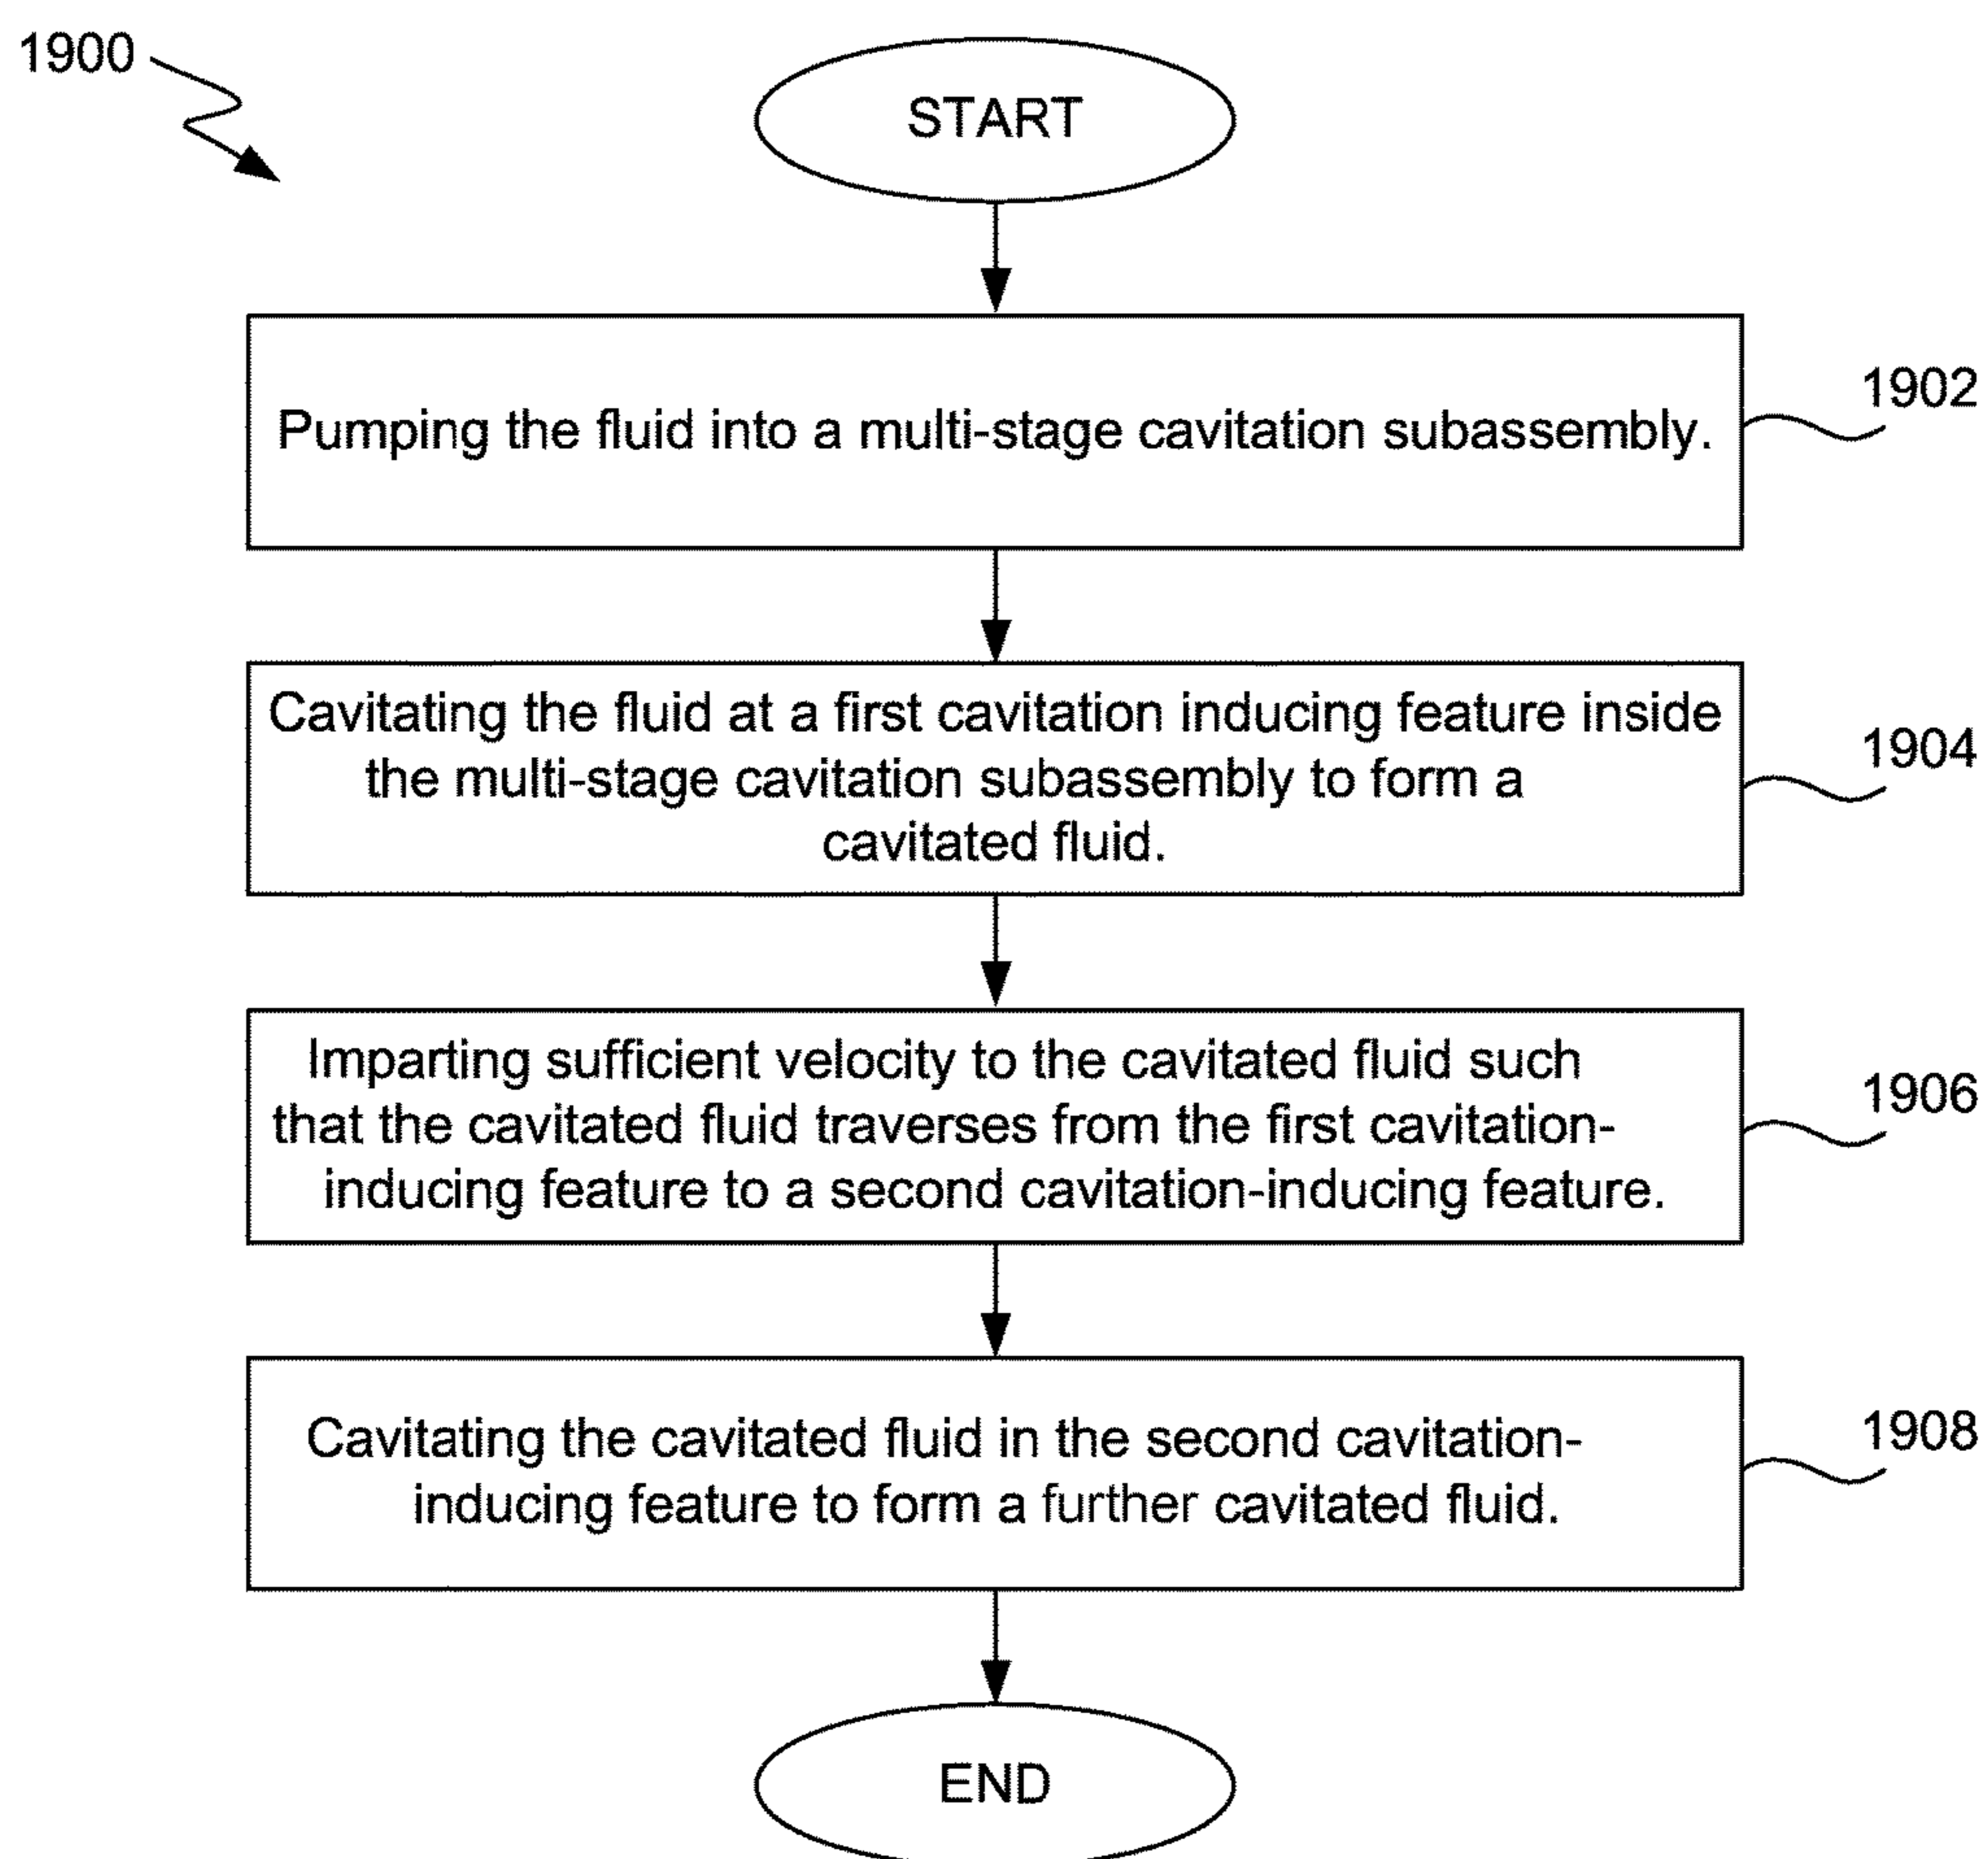 1900
START
Pumping the fluid into a multi-stage cavitation subassembly.
1902
Cavitating the fluid at a first cavitation inducing feature inside
the multi-stage cavitation subassembly to form a
cavitated fluid.
1904
Imparting sufficient velocity to the cavitated fluid such
that the cavitated fluid traverses from the first cavitation-
inducing feature to a second cavitation-inducing feature.
1906
Cavitating the cavitated fluid in the second cavitation-
inducing feature to form a further cavitated fluid.
1908
END